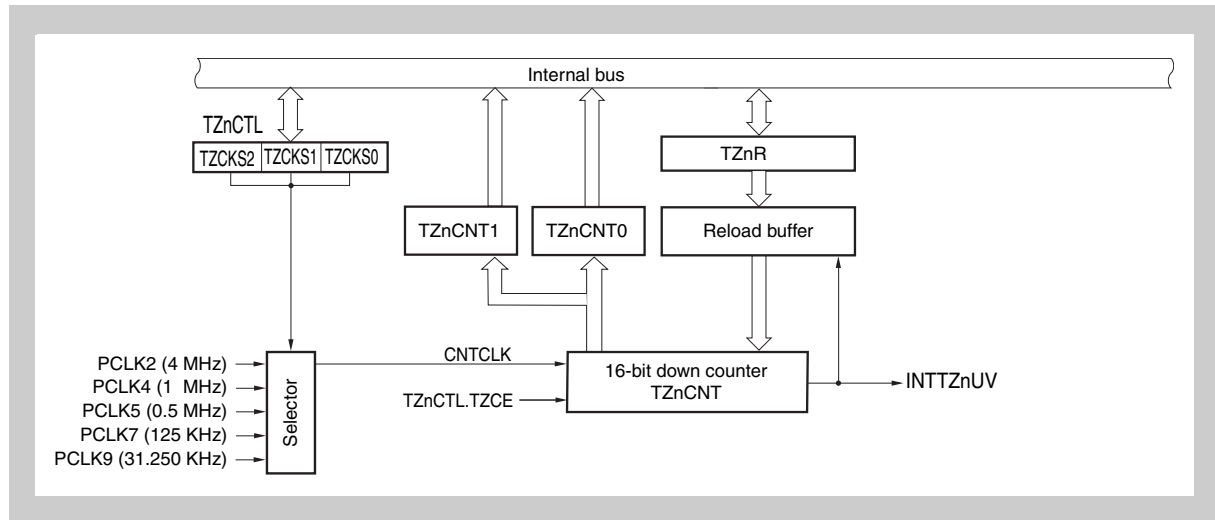 Internal bus
TZnCTL
TZCKS2 TZCKS1 TZCKS0
TZnR
TZnCNT1
TZnCNT0
Reload buffer
PCLK2 (4 MHz)
PCLK4 (1 MHz)
PCLK5 (0.5 MHz)
PCLK7 (125 KHz)
PCLK9 (31.250 KHz)
Selector
CNTCLK
TZnCTL.TZCE
16-bit down counter
TZnCNT
INTTZnUV